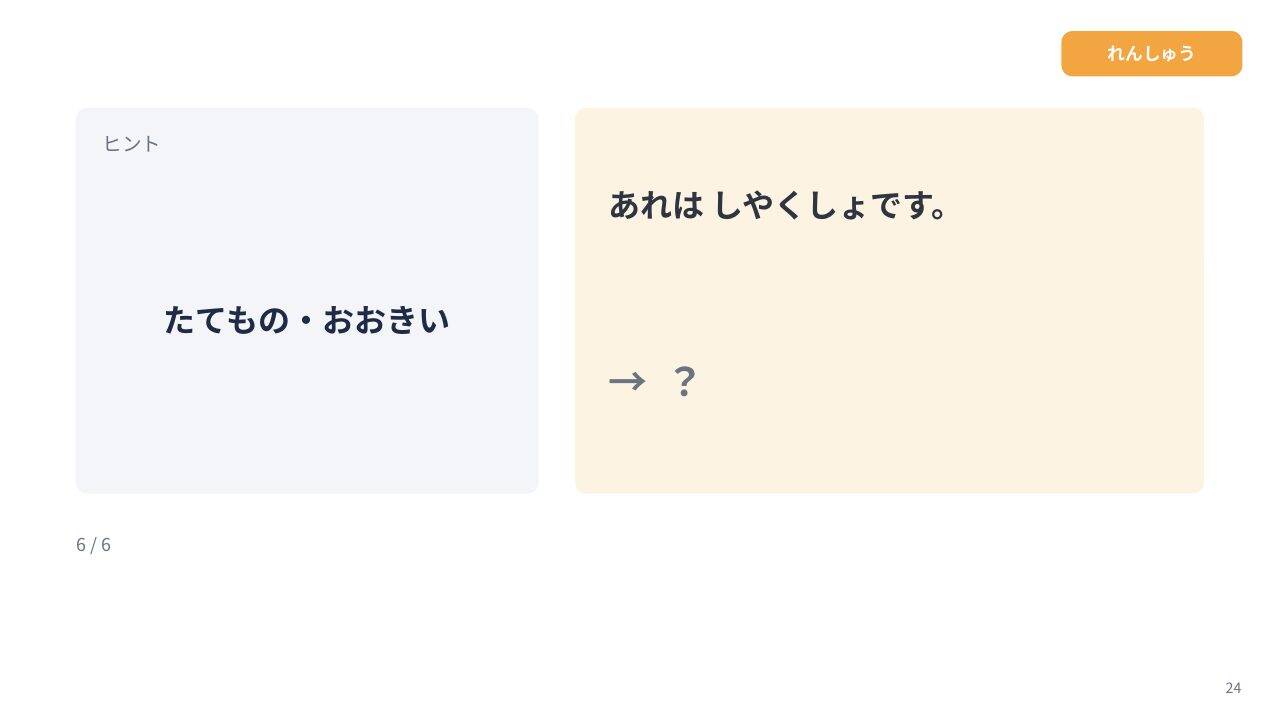 れんしゅう
ヒント
たてもの・おおきい
あれは しやくしょです。
→ ？
6 / 6
24